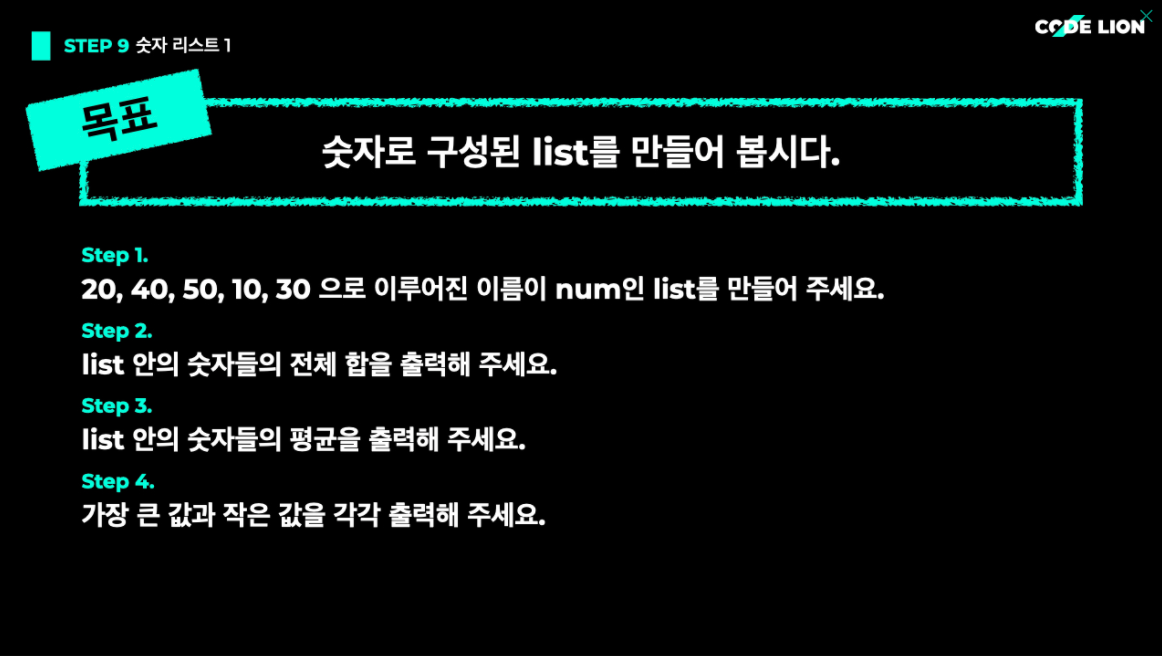 STEP 9 숫자 리스트 1
CODE LION
목표
숫자로 구성된 list를 만들어 봅시다.
Step 1.
20, 40, 50, 10, 30 으로 이루어진 이름이 num인 list를 만들어 주세요.
Step 2.
list 안의 숫자들의 전체 합을 출력해 주세요.
Step 3.
list 안의 숫자들의 평균을 출력해 주세요.
Step 4.
가장 큰 값과 작은 값을 각각 출력해 주세요.